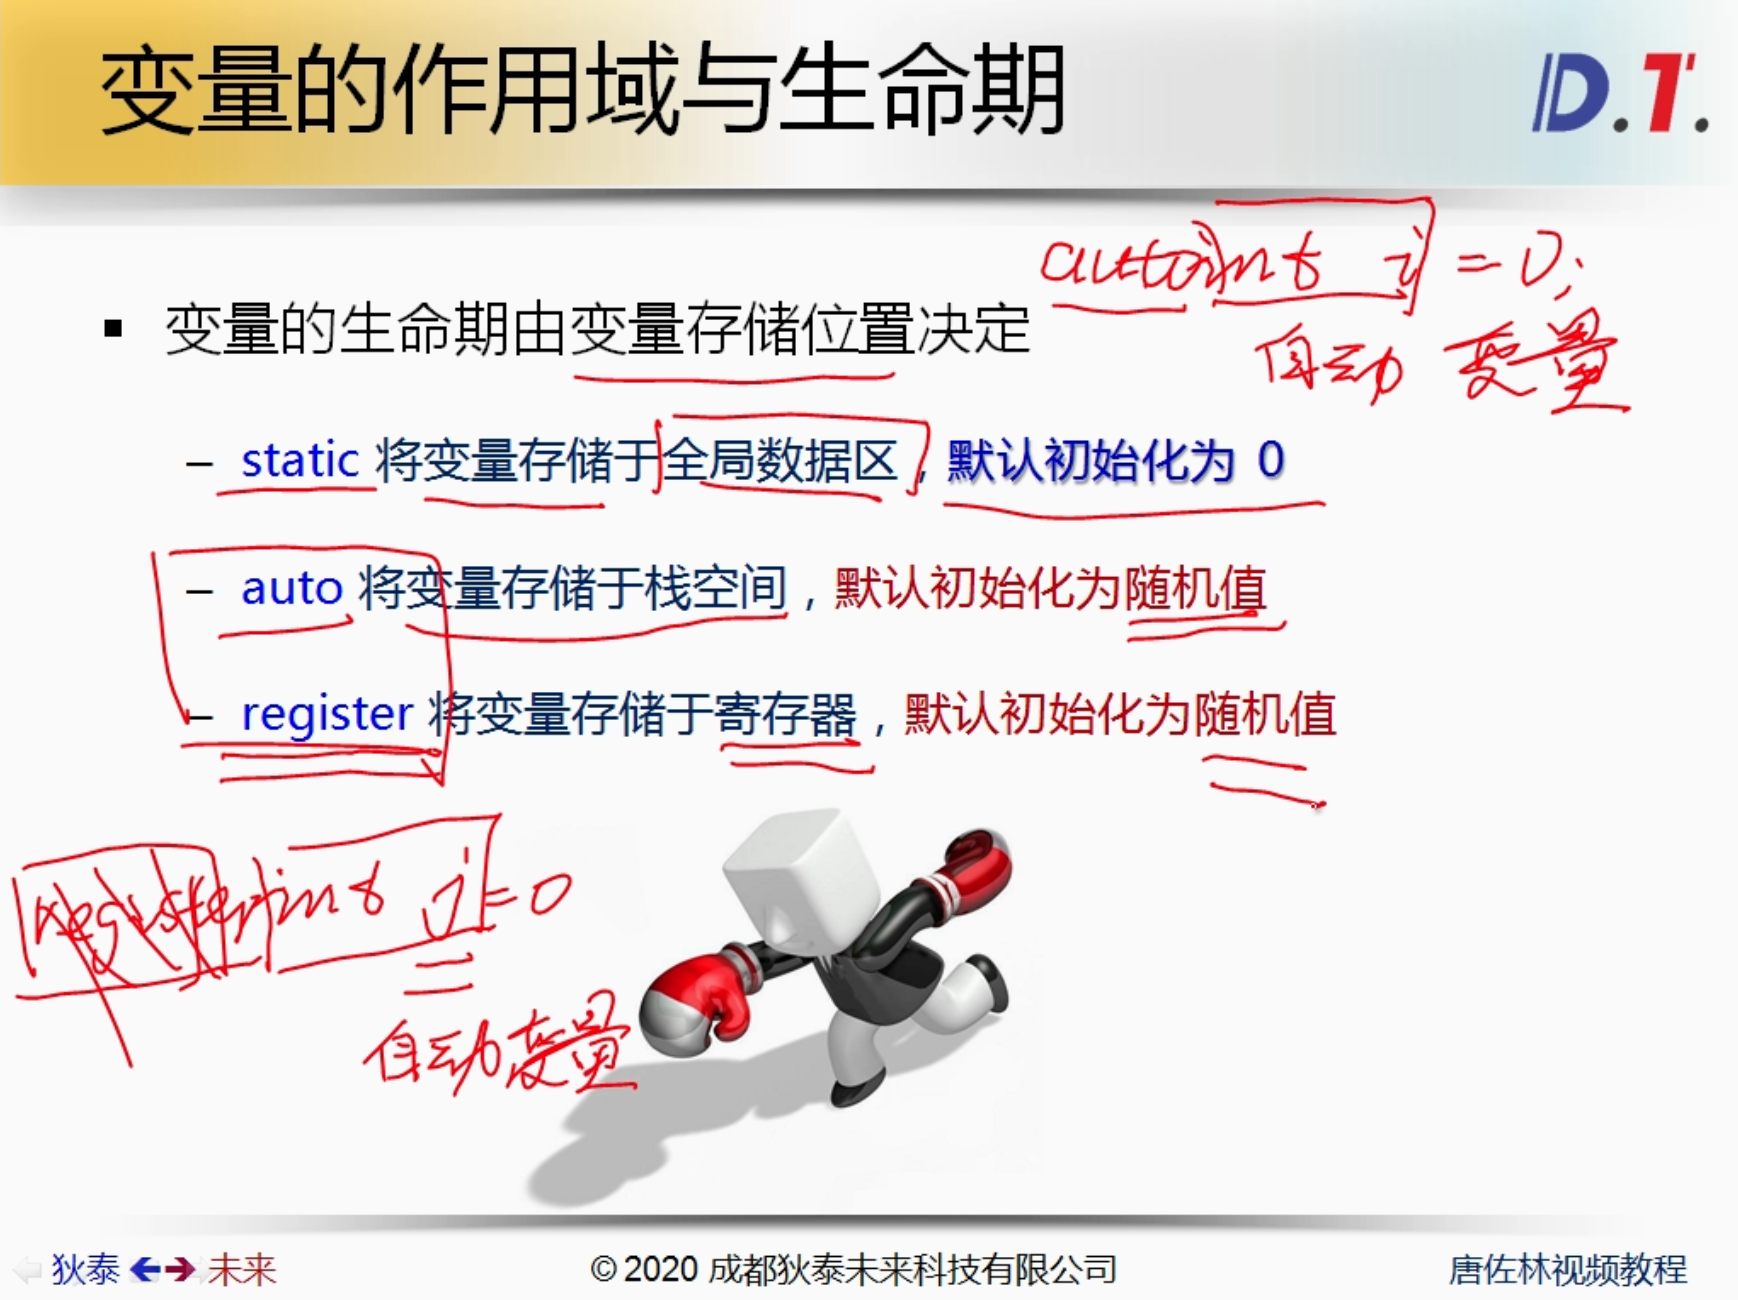 变量的作用域与生命期
D.T.
auto int i = 0;
自动 变量
▪ 变量的生命期由变量存储位置决定
– static 将变量存储于全局数据区，默认初始化为 0
– auto 将变量存储于栈空间，默认初始化为随机值
– register 将变量存储于寄存器，默认初始化为随机值
register int j = 0
自动变量
狄泰 未来
© 2020 成都狄泰未来科技有限公司
唐佐林视频教程